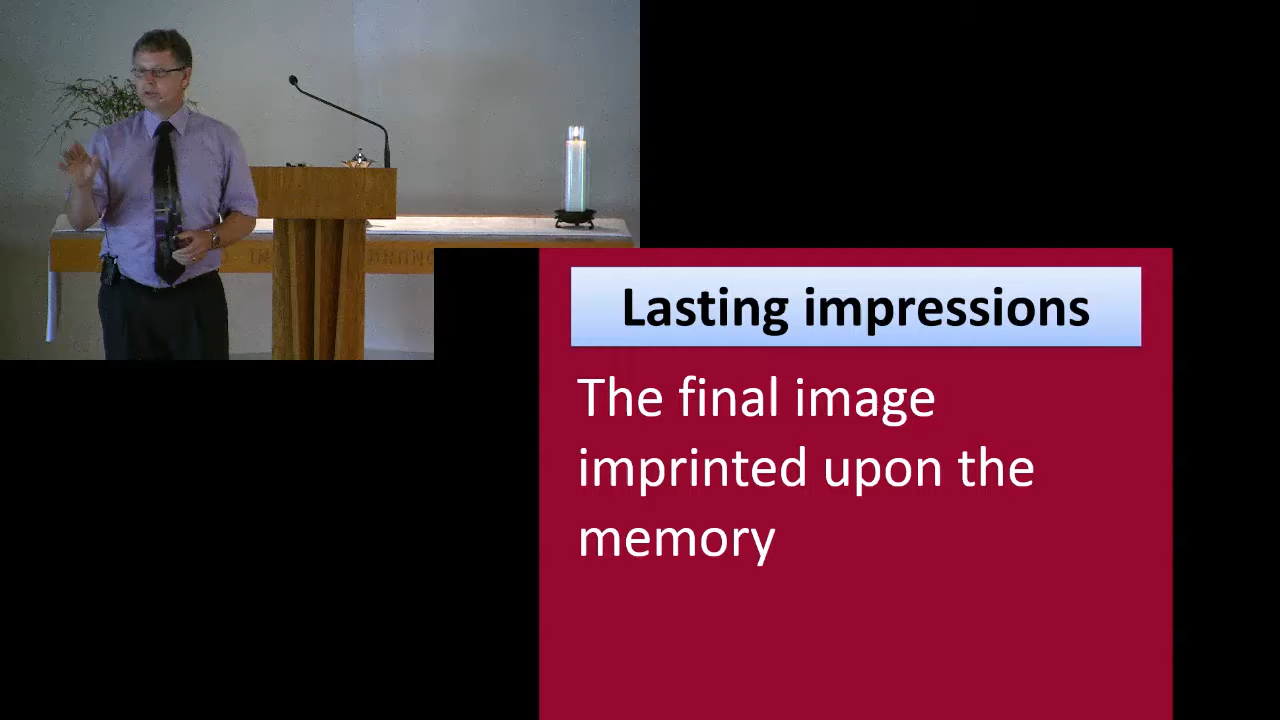 Lasting impressions
The final image
imprinted upon the
memory